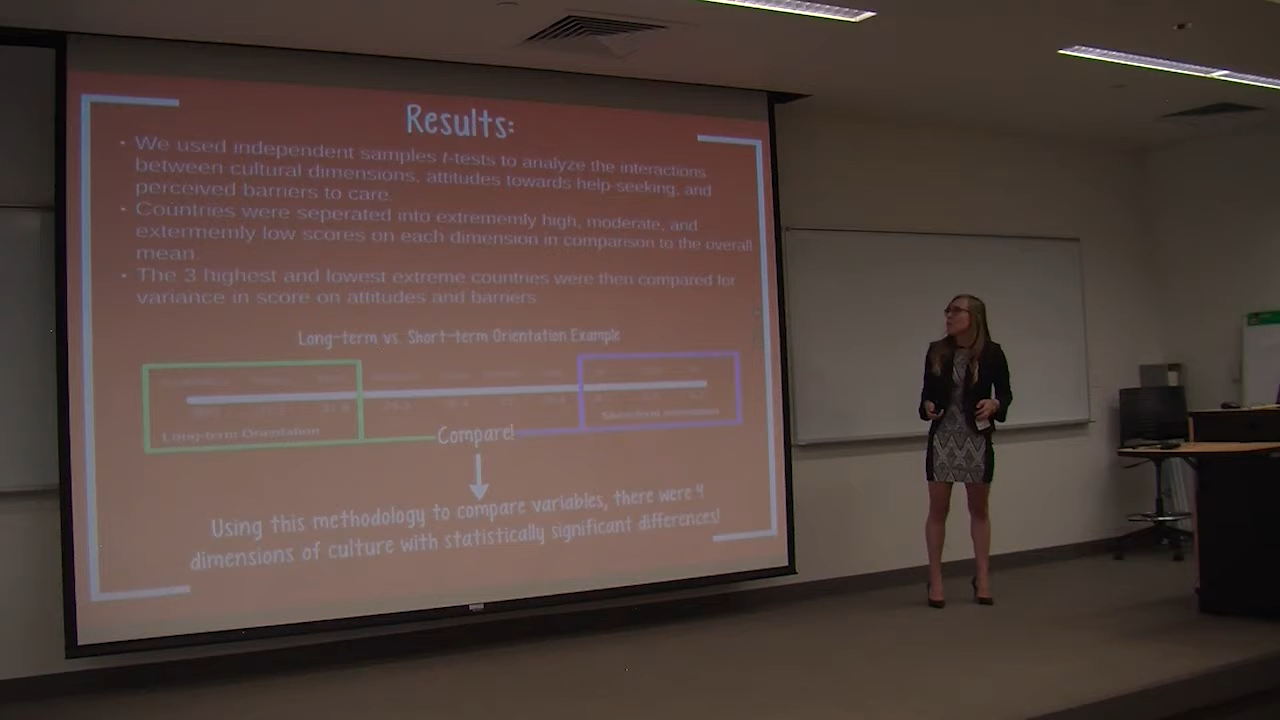 Results:
• We used independent samples t-tests to analyze the interactions
between cultural dimensions, attitudes towards help-seeking, and
perceived barriers to care.
• Countries were seperated into extrememly high, moderate, and
extermemly low scores on each dimension in comparison to the overall
mean.
• The 3 highest and lowest extreme countries were then compared for
variance in score on attitudes and barriers
Long-term vs. Short-term Orientation Example
Short-term Orientation
Long-term Orientation
Compare!
Using this methodology to compare variables, there were 4
dimensions of culture with statistically significant differences!